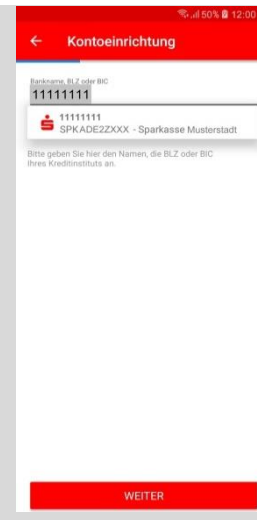 50% 12:00
← Kontoeinrichtung
Bankname, BLZ oder BIC
11111111
11111111
SPKADE2ZXXX - Sparkasse Musterstadt
Bitte geben Sie hier den Namen, die BLZ oder BIC
Ihres Kreditinstituts an.
WEITER